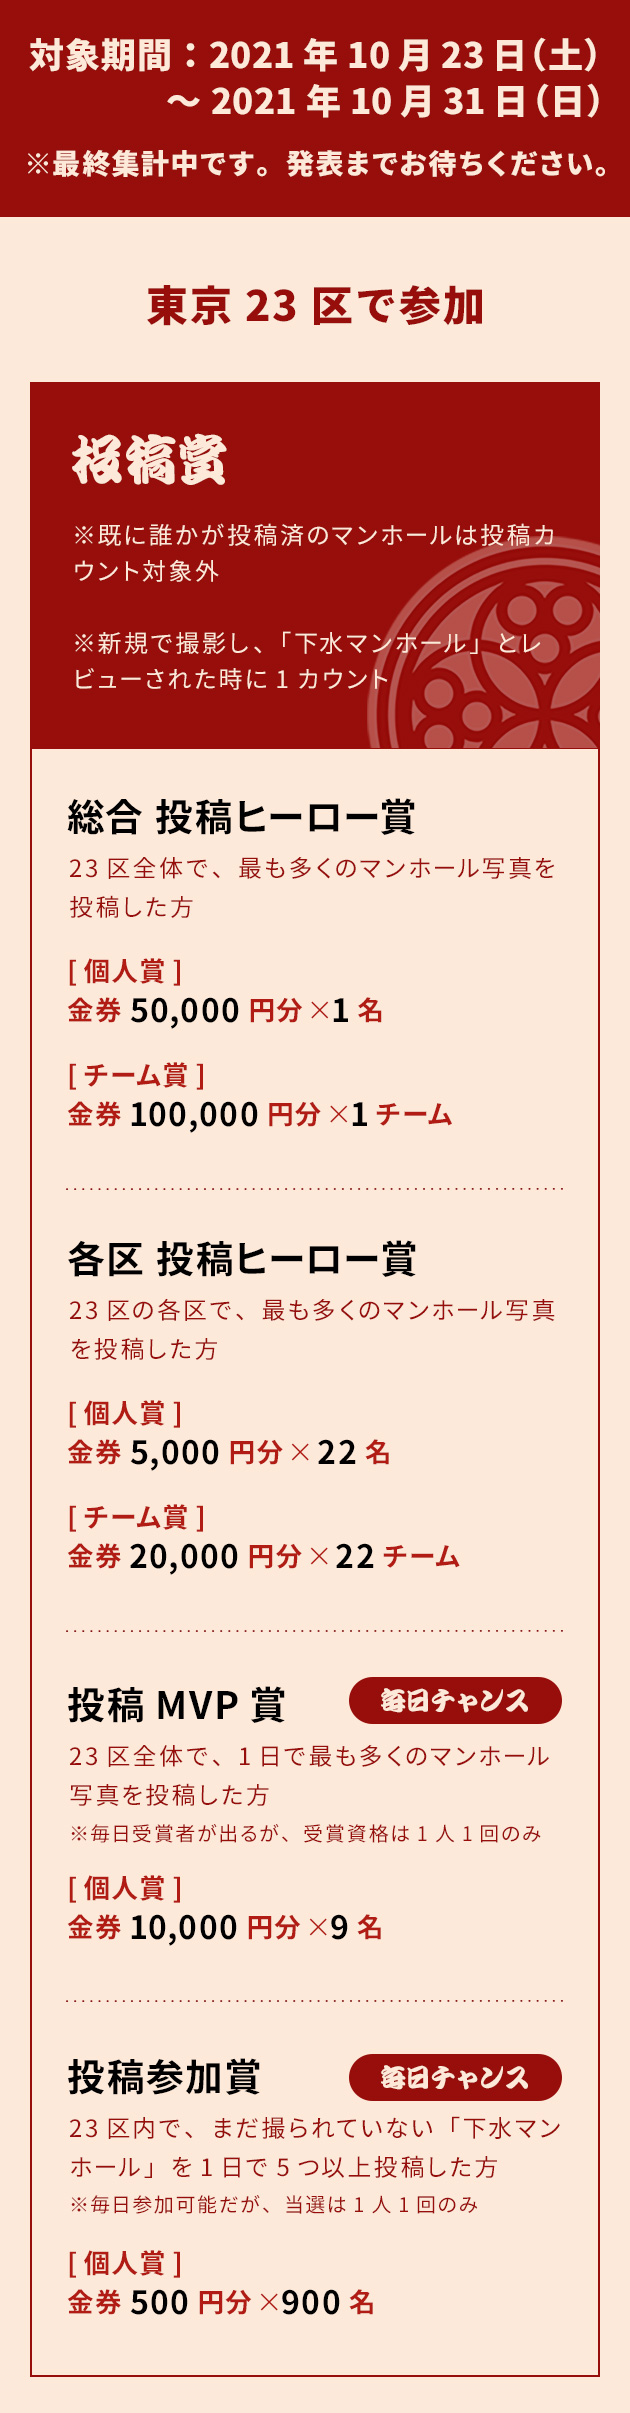 対象期間：2021 年 10 月 23 日（土）
～ 2021 年 10 月 31 日（日）
※最終集計中です。発表までお待ちください。
東京 23 区で参加
投稿賞
※既に誰かが投稿済のマンホールは投稿カ
ウント対象外
※新規で撮影し、「下水マンホール」とレ
ビューされた時に 1 カウント
総合 投稿ヒーロー賞
23 区全体で、最も多くのマンホール写真を
投稿した方
[ 個人賞 ]
金券 50,000 円分 ×1 名
[ チーム賞 ]
金券 100,000 円分 ×1 チーム
各区 投稿ヒーロー賞
23 区の各区で、最も多くのマンホール写真
を投稿した方
[ 個人賞 ]
金券 5,000 円分 × 22 名
[ チーム賞 ]
金券 20,000 円分 × 22 チーム
投稿 MVP 賞 毎日チャンス
23 区全体で、1 日で最も多くのマンホール
写真を投稿した方
※毎日受賞者が出るが、受賞資格は 1 人 1 回のみ
[ 個人賞 ]
金券 10,000 円分 ×9 名
投稿参加賞 毎日チャンス
23 区内で、まだ撮られていない「下水マン
ホール」を 1 日で 5 つ以上投稿した方
※毎日参加可能だが、当選は 1 人 1 回のみ
[ 個人賞 ]
金券 500 円分 ×900 名